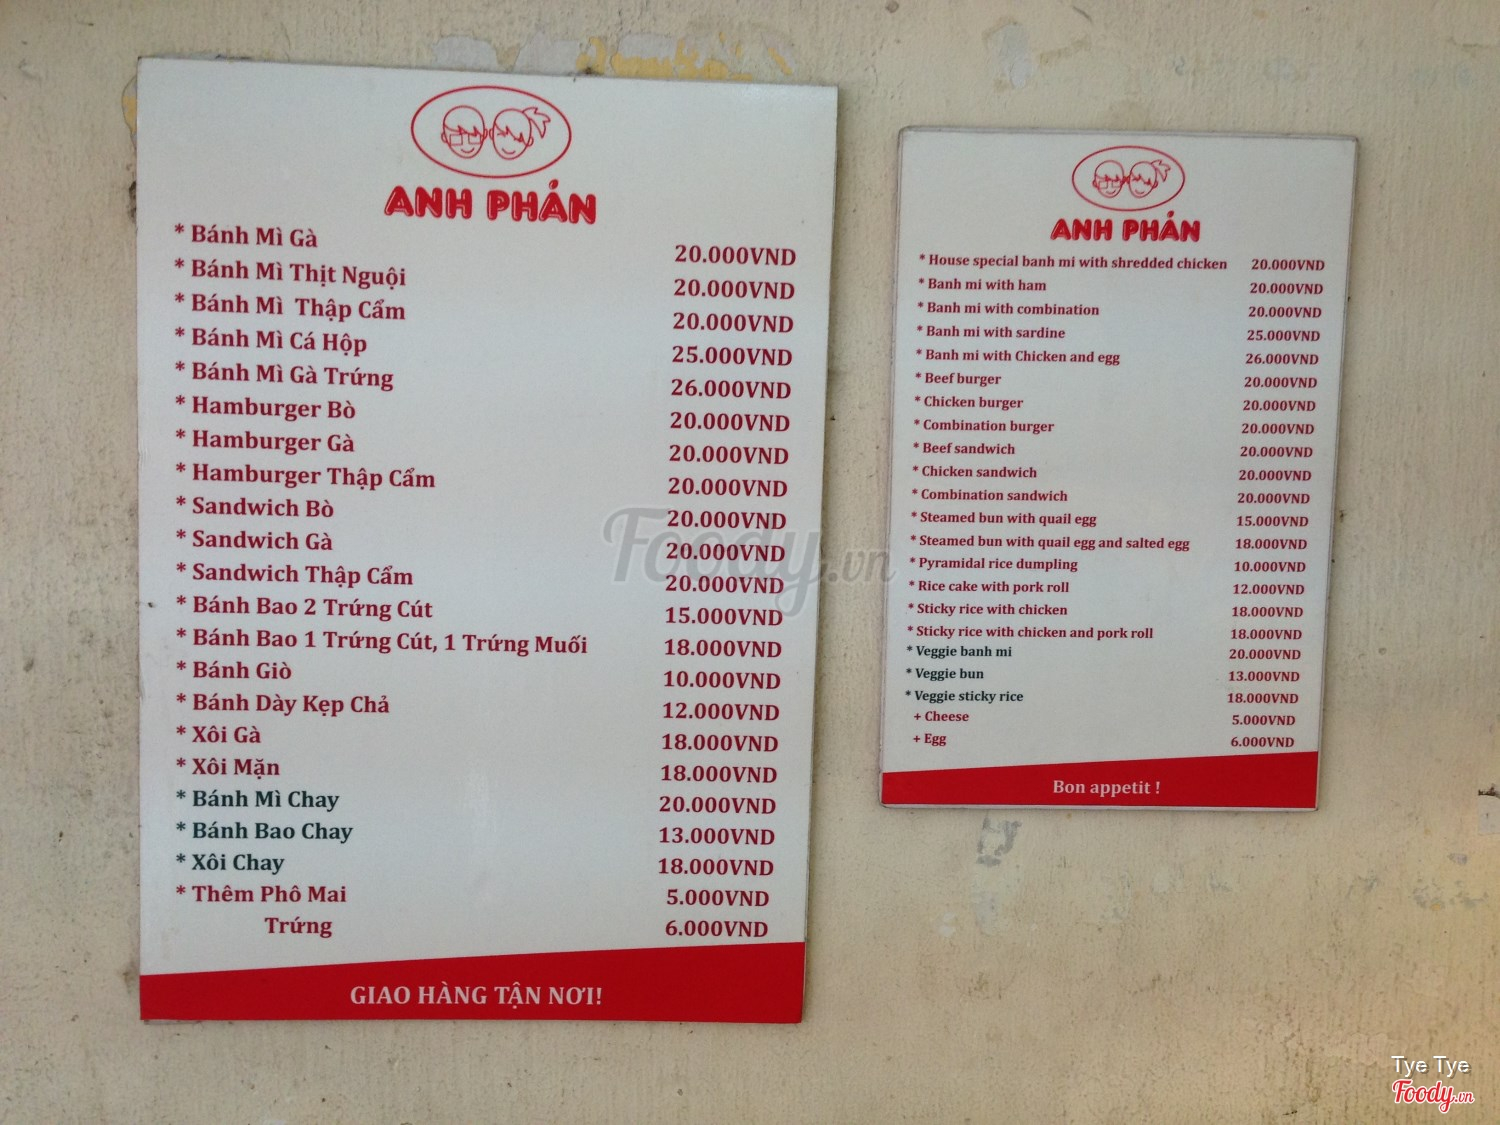 ANH PHÁN
* Bánh Mì Gà 20.000VND
* Bánh Mì Thịt Nguội 20.000VND
* Bánh Mì Thập Cẩm 20.000VND
* Bánh Mì Cá Hộp 25.000VND
* Bánh Mì Gà Trứng 26.000VND
* Hamburger Bò 20.000VND
* Hamburger Gà 20.000VND
* Hamburger Thập Cẩm 20.000VND
* Sandwich Bò 20.000VND
* Sandwich Gà 20.000VND
* Sandwich Thập Cẩm 20.000VND
* Bánh Bao 2 Trứng Cút 15.000VND
* Bánh Bao 1 Trứng Cút, 1 Trứng Muối 18.000VND
* Bánh Giò 10.000VND
* Bánh Dày Kẹp Chả 12.000VND
* Xôi Gà 18.000VND
* Xôi Mặn 18.000VND
* Bánh Mì Chay 20.000VND
* Bánh Bao Chay 13.000VND
* Xôi Chay 18.000VND
* Thêm Phô Mai 5.000VND
Trứng 6.000VND
GIAO HÀNG TẬN NƠI!
ANH PHÁN
* House special banh mi with shredded chicken 20.000VND
* Banh mi with ham 20.000VND
* Banh mi with combination 20.000VND
* Banh mi with sardine 25.000VND
* Banh mi with Chicken and egg 26.000VND
* Beef burger 20.000VND
* Chicken burger 20.000VND
* Combination burger 20.000VND
* Beef sandwich 20.000VND
* Chicken sandwich 20.000VND
* Combination sandwich 20.000VND
* Steamed bun with quail egg 15.000VND
* Steamed bun with quail egg and salted egg 18.000VND
* Pyramidal rice dumpling 10.000VND
* Rice cake with pork roll 12.000VND
* Sticky rice with chicken 18.000VND
* Sticky rice with chicken and pork roll 18.000VND
* Veggie banh mi 20.000VND
* Veggie bun 13.000VND
* Veggie sticky rice 18.000VND
+ Cheese 5.000VND
+ Egg 6.000VND
Bon appetit !
Foody.vn
Tye Tye
Foody.vn